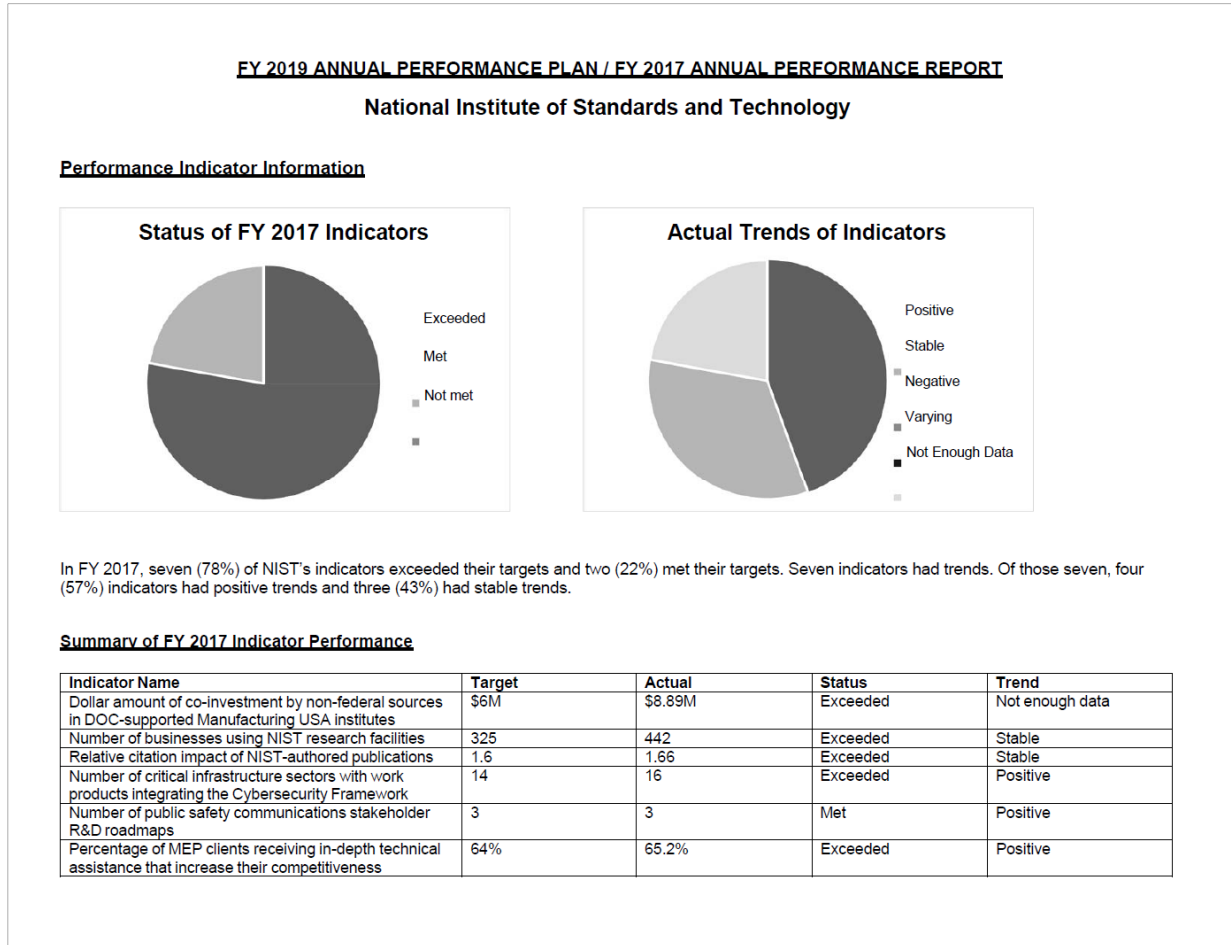 FY 2019 ANNUAL PERFORMANCE PLAN / FY 2017 ANNUAL PERFORMANCE REPORT
National Institute of Standards and Technology
Performance Indicator Information
Status of FY 2017 Indicators
Exceeded
Met
Not met
Actual Trends of Indicators
Positive
Stable
Negative
Varying
Not Enough Data
In FY 2017, seven (78%) of NIST's indicators exceeded their targets and two (22%) met their targets. Seven indicators had trends. Of those seven, four
(57%) indicators had positive trends and three (43%) had stable trends.
Summary of FY 2017 Indicator Performance
Indicator Name Target Actual Status Trend
Dollar amount of co-investment by non-federal sources $6M $8.89M Exceeded Not enough data
in DOC-supported Manufacturing USA institutes
Number of businesses using NIST research facilities 325 442 Exceeded Stable
Relative citation impact of NIST-authored publications 1.6 1.66 Exceeded Stable
Number of critical infrastructure sectors with work 14 16 Exceeded Positive
products integrating the Cybersecurity Framework
Number of public safety communications stakeholder 3 3 Met Positive
R&D roadmaps
Percentage of MEP clients receiving in-depth technical 64% 65.2% Exceeded Positive
assistance that increase their competitiveness